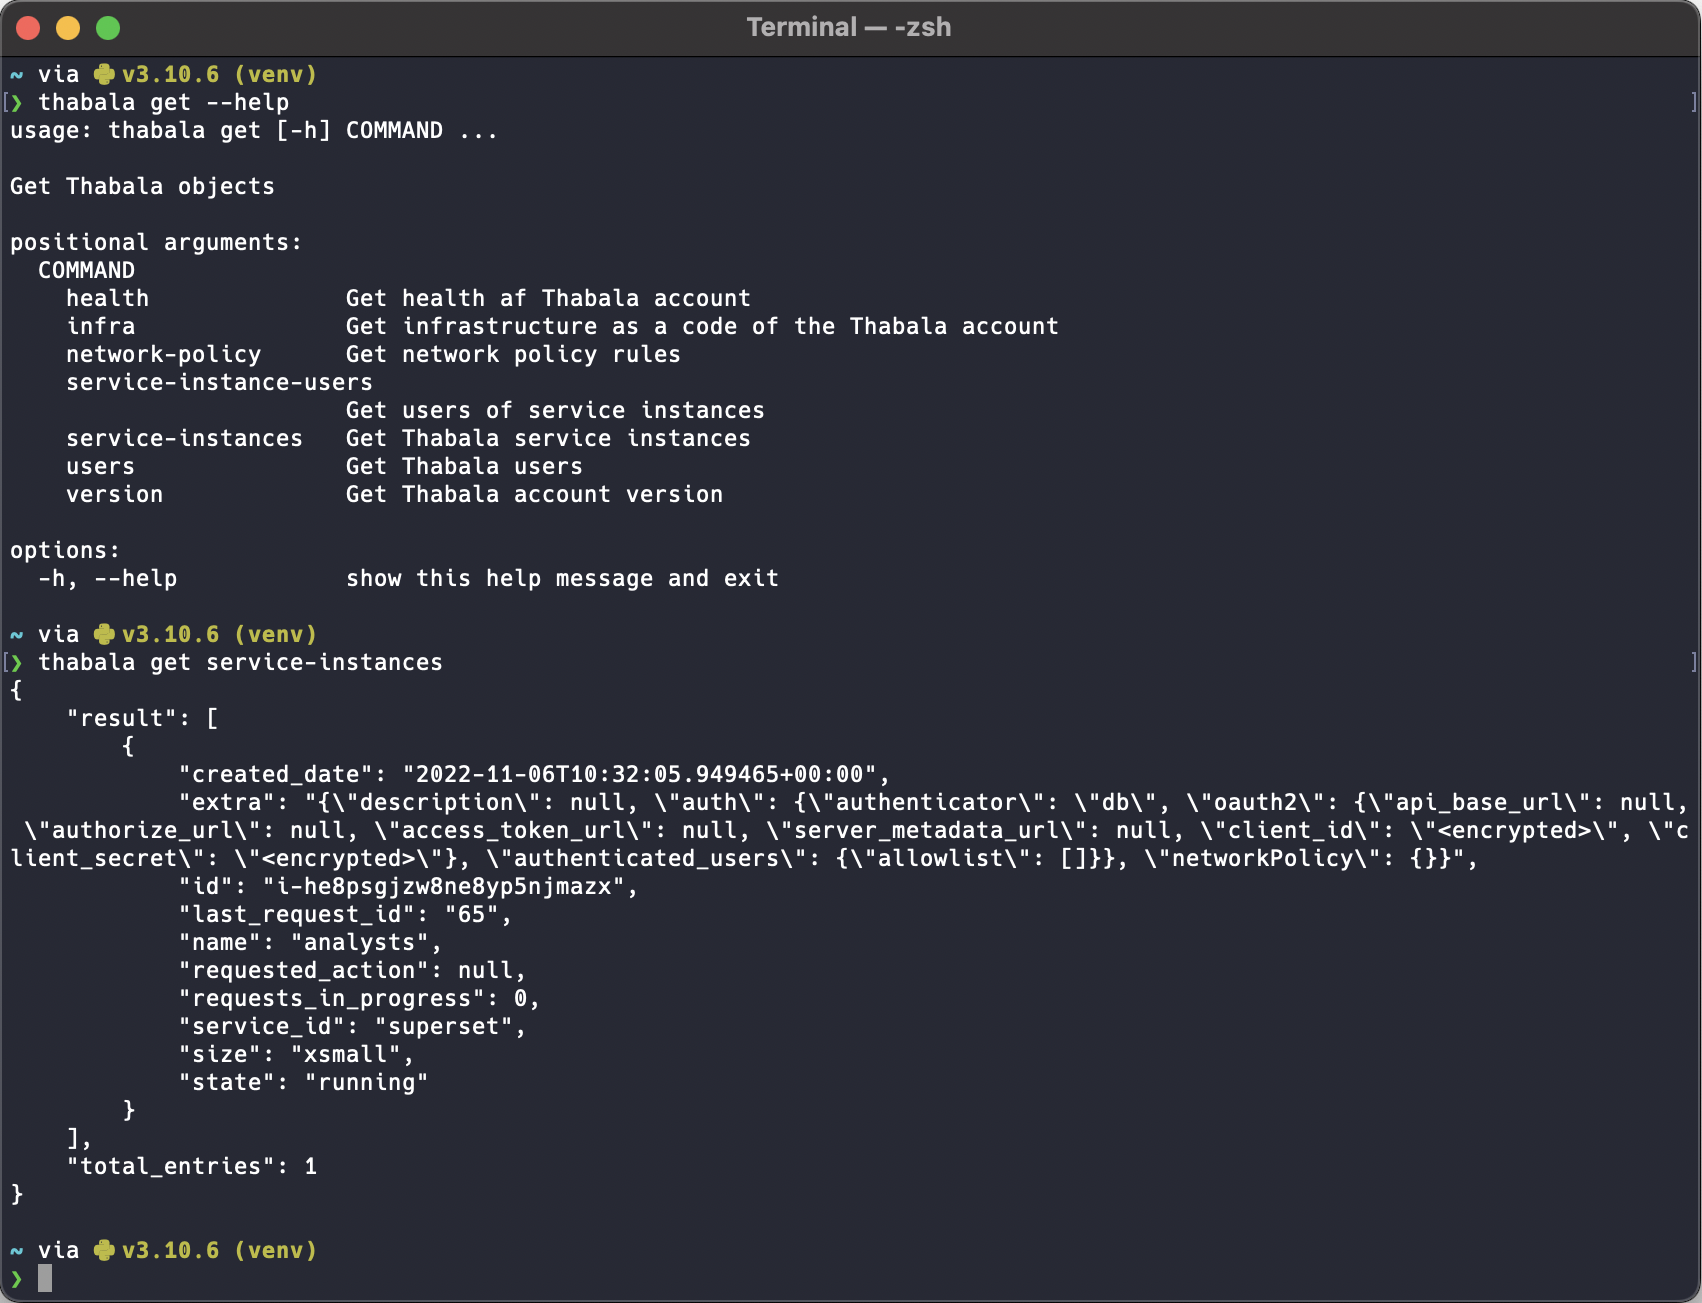 Terminal — -zsh
~ via v3.10.6 (venv)
[❯ thabala get --help ]
usage: thabala get [-h] COMMAND ...

Get Thabala objects

positional arguments:
  COMMAND
    health              Get health af Thabala account
    infra               Get infrastructure as a code of the Thabala account
    network-policy      Get network policy rules
    service-instance-users
                        Get users of service instances
    service-instances   Get Thabala service instances
    users               Get Thabala users
    version             Get Thabala account version

options:
  -h, --help            show this help message and exit

~ via v3.10.6 (venv)
[❯ thabala get service-instances ]
{
    "result": [
        {
            "created_date": "2022-11-06T10:32:05.949465+00:00",
            "extra": "{\"description\": null, \"auth\": {\"authenticator\": \"db\", \"oauth2\": {\"api_base_url\": null,
 \"authorize_url\": null, \"access_token_url\": null, \"server_metadata_url\": null, \"client_id\": \"<encrypted>\", \"c
lient_secret\": \"<encrypted>\"}, \"authenticated_users\": {\"allowlist\": []}}, \"networkPolicy\": {}}",
            "id": "i-he8psgjzw8ne8yp5njmazx",
            "last_request_id": "65",
            "name": "analysts",
            "requested_action": null,
            "requests_in_progress": 0,
            "service_id": "superset",
            "size": "xsmall",
            "state": "running"
        }
    ],
    "total_entries": 1
}

~ via v3.10.6 (venv)
❯